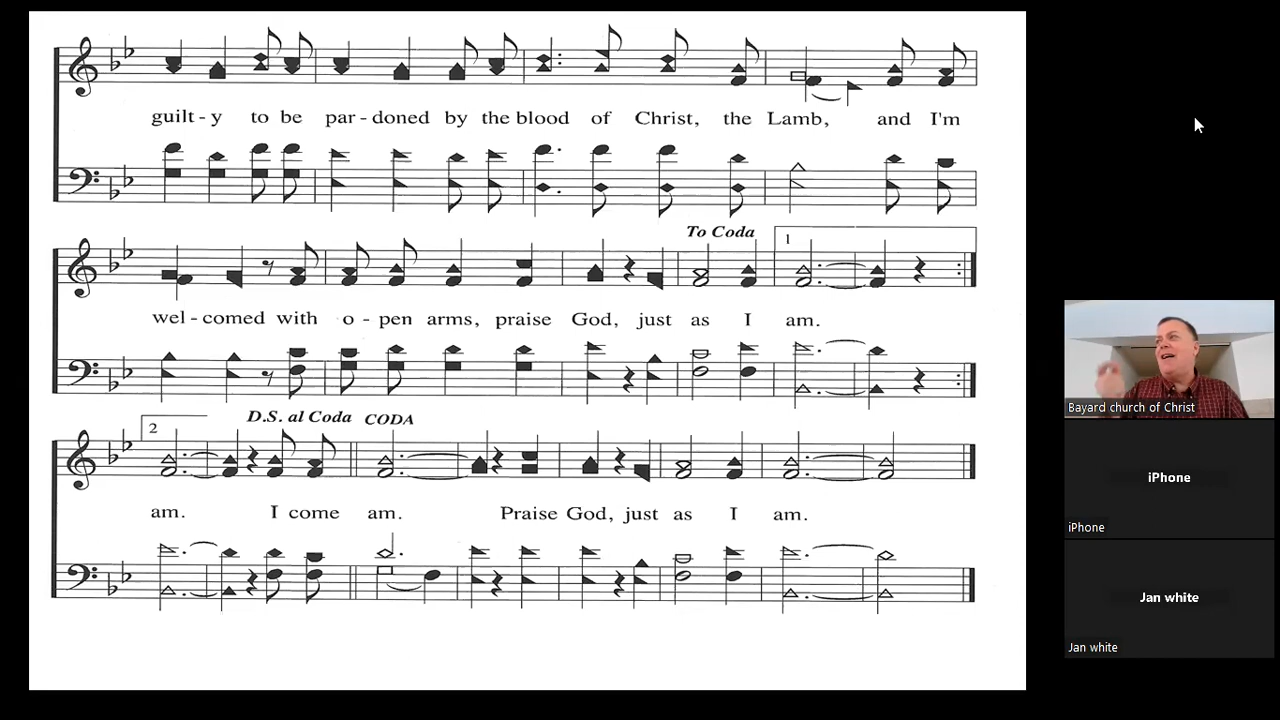 guilt - y to be par - doned by the blood of Christ, the Lamb, and I'm
To Coda
1
wel - comed with o - pen arms, praise God, just as I am.
2
D.S. al Coda CODA
am. I come am. Praise God, just as I am.
Bayard church of Christ
iPhone
iPhone
Jan white
Jan white